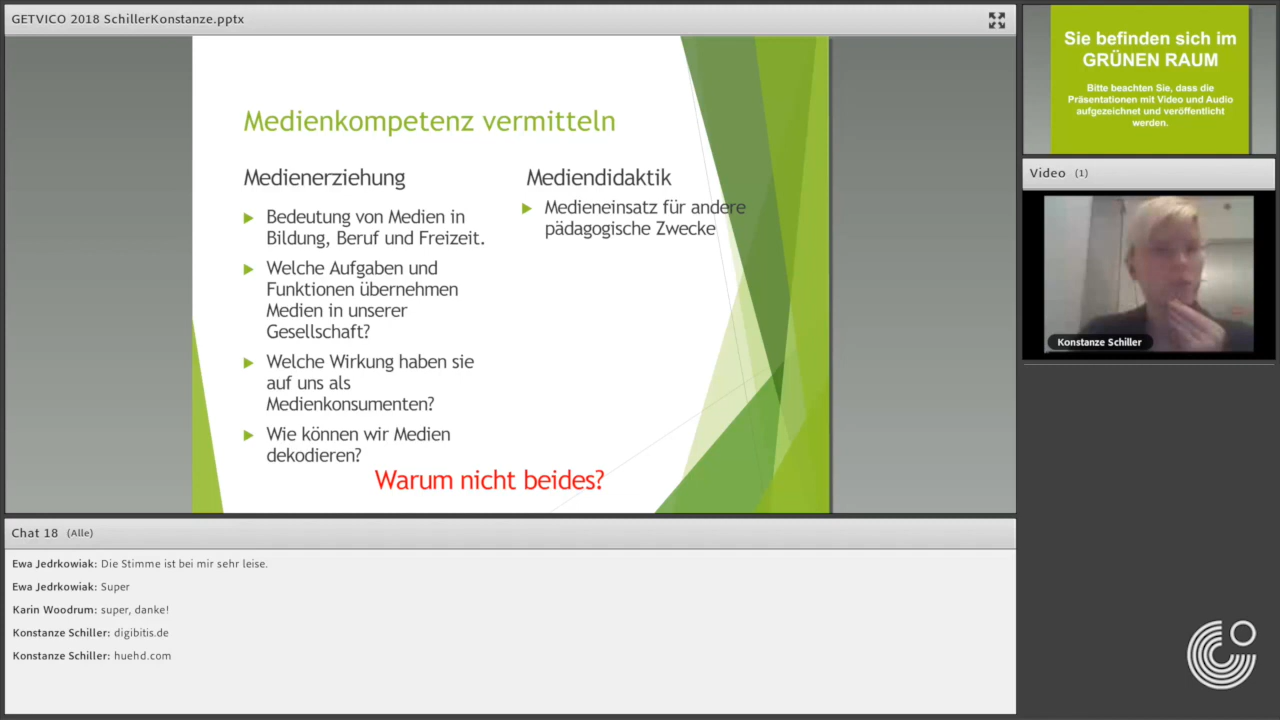 GETVICO 2018 SchillerKonstanze.pptx
Medienkompetenz vermitteln
Medienerziehung
Bedeutung von Medien in
Bildung, Beruf und Freizeit.
Welche Aufgaben und
Funktionen übernehmen
Medien in unserer
Gesellschaft?
Welche Wirkung haben sie
auf uns als
Medienkonsumenten?
Wie können wir Medien
dekodieren?
Mediendidaktik
Medieneinsatz für andere
pädagogische Zwecke
Warum nicht beides?
Sie befinden sich im
GRÜNEN RAUM
Bitte beachten Sie, dass die
Präsentationen mit Video und Audio
aufgezeichnet und veröffentlicht
werden.
Video (1)
Konstanze Schiller
Chat 18 (Alle)
Ewa Jedrkowiak: Die Stimme ist bei mir sehr leise.
Ewa Jedrkowiak: Super
Karin Woodrum: super, danke!
Konstanze Schiller: digibitis.de
Konstanze Schiller: huehd.com